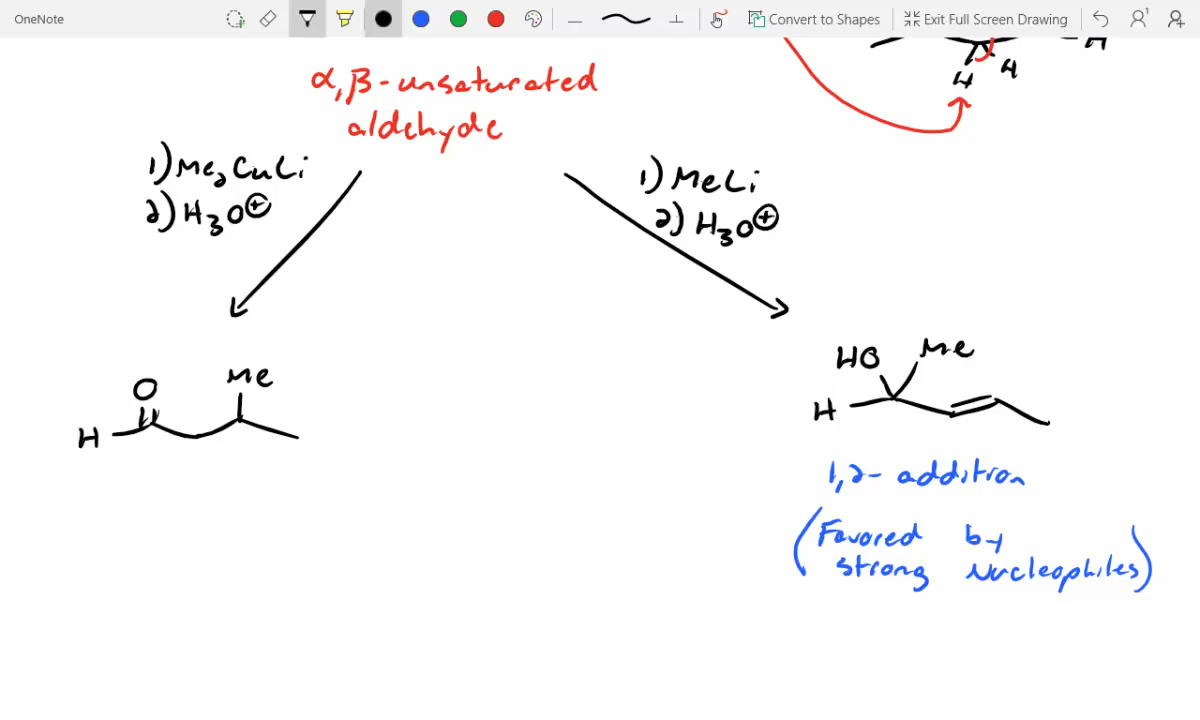 OneNote
Convert to Shapes
Exit Full Screen Drawing
H
H H
α,β-unsaturated
aldehyde
1) Me₂CuLi
2) H₃O⊕
1) MeLi
2) H₃O⊕
O
Me
H
HO
Me
H
1,2-addition
(Favored by
strong Nucleophiles)